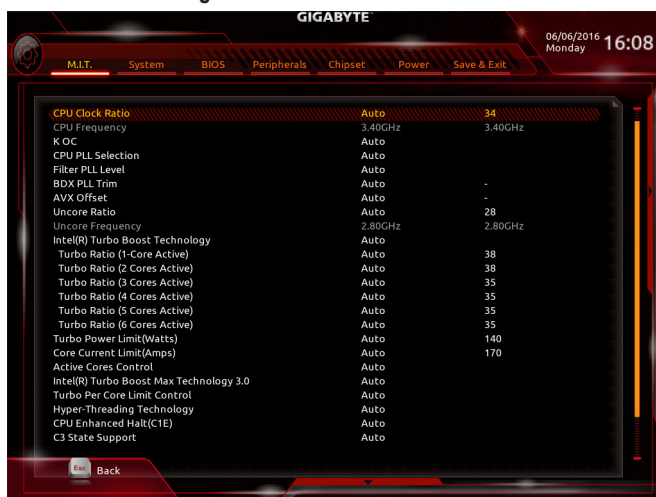 GIGABYTE
06/06/2016
Monday 16:08
M.I.T. System BIOS Peripherals Chipset Power Save & Exit
CPU Clock Ratio Auto 34
CPU Frequency 3.40GHz 3.40GHz
K OC Auto
CPU PLL Selection Auto
Filter PLL Level Auto
BDX PLL Trim Auto -
AVX Offset Auto -
Uncore Ratio Auto 28
Uncore Frequency 2.80GHz 2.80GHz
Intel(R) Turbo Boost Technology Auto
Turbo Ratio (1-Core Active) Auto 38
Turbo Ratio (2 Cores Active) Auto 38
Turbo Ratio (3 Cores Active) Auto 35
Turbo Ratio (4 Cores Active) Auto 35
Turbo Ratio (5 Cores Active) Auto 35
Turbo Ratio (6 Cores Active) Auto 35
Turbo Power Limit(Watts) Auto 140
Core Current Limit(Amps) Auto 170
Active Cores Control Auto
Intel(R) Turbo Boost Max Technology 3.0 Auto
Turbo Per Core Limit Control Auto
Hyper-Threading Technology Auto
CPU Enhanced Halt(C1E) Auto
C3 State Support Auto
Esc Back